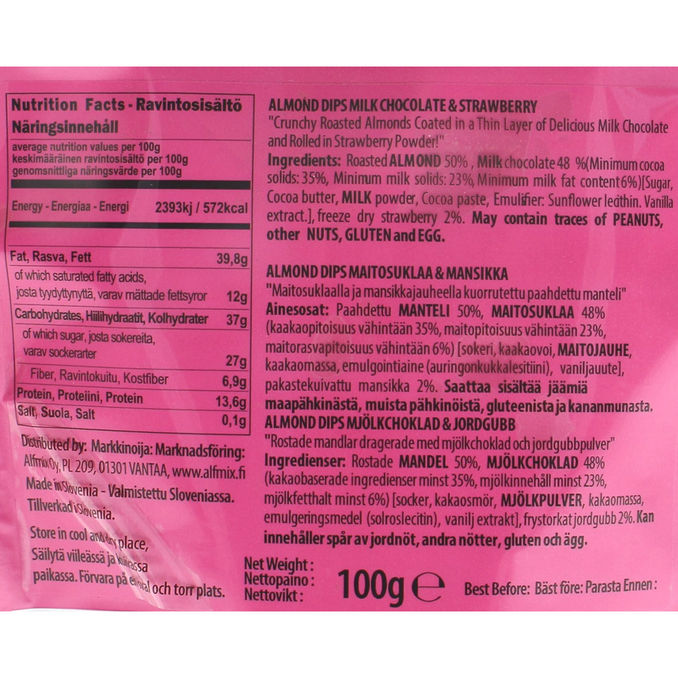 Nutrition Facts - Ravintosisältö
Näringsinnehåll
average nutrition values per 100g
keskimääräinen ravintosisältö per 100g
genomsnittliga näringsvärde per 100g
Energy - Energiaa - Energi 2393kj / 572kcal
Fat, Rasva, Fett 39,8g
of which saturated fatty acids,
josta tyydyttynyttä, varav mättade fettsyror 12g
Carbohydrates, Hiilihydraatit, Kolhydrater 37g
of which sugar, josta sokereita,
varav sockerarter 27g
Fiber, Ravintokuitu, Kostfiber 6,9g
Protein, Proteiini, Protein 13,6g
Salt, Suola, Salt 0,1g
Distributed by: Markkinoija: Marknadsföring:
Alfmix Oy, PL 209, 01301 VANTAA, www.alfmix.fi
Made in Slovenia - Valmistettu Sloveniassa.
Tillverkad i Slovenia.
Store in cool and dry place,
Säilytä viileässä ja
paikassa. Förvara på och torr plats.
ALMOND DIPS MILK CHOCOLATE & STRAWBERRY
"Crunchy Roasted Almonds Coated in a Thin Layer of Delicious Milk Chocolate
and Rolled in Strawberry Powder!"
Ingredients: Roasted ALMOND 50% , Milk chocolate 48 %(Minimum cocoa
solids: 35%, Minimum milk solids: 23%, Minimum milk fat content 6%)[Sugar,
Cocoa butter, MILK powder, Cocoa paste, Emulifier: Sunflower lecithin. Vanilla
extract.], freeze dry strawberry 2%. May contain traces of PEANUTS,
other NUTS, GLUTEN and EGG.
ALMOND DIPS MAITOSUKLAA & MANSIKKA
"Maitosuklaalla ja mansikkajauheella kuorrutettu paahdettu manteli"
Ainesosat: Paahdettu MANTELI 50%, MAITOSUKLAA 48%
(kaakaopitoisuus vähintään 35%, maitopitoisuus vähintään 23%,
maitorasvapitoisuus vähintään 6%) [sokeri, kaakaovoi, MAITOJAUHE,
kaakaomassa, emulgointiaine (auringonkukkalesitiini), vaniljauute],
pakastekuivattu mansikka 2%. Saattaa sisältää jäämiä
maapähkinästä, muista pähkinöistä, gluteenista ja kananmunasta.
ALMOND DIPS MJÖLKCHOKLAD & JORDGUBB
"Rostade mandlar dragerade med mjölkchoklad och jordgubbpulver"
Ingredienser: Rostade MANDEL 50%, MJÖLKCHOKLAD 48%
(kakaobaserade ingredienser minst 35%, mjölkinnehåll minst 23%,
mjölkfetthalt minst 6%) [socker, kakaosmör, MJÖLKPULVER, kakaomassa,
emulgeringsmedel (solroslecitin), vanilj extrakt], frystorkat jordgubb 2%. Kan
innehåller spår av jordnöt, andra nötter, gluten och ägg.
Net Weight :
Nettopaino :
Nettovikt :
100g e
Best Before: Bäst före: Parasta Ennen :